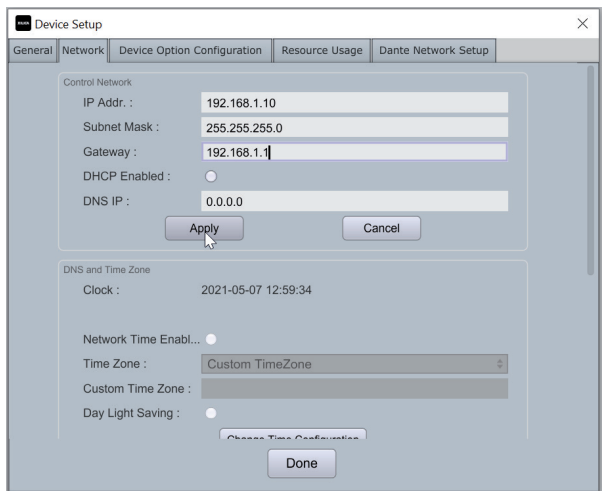 Device Setup
General Network Device Option Configuration Resource Usage Dante Network Setup
Control Network
IP Addr. : 192.168.1.10
Subnet Mask : 255.255.255.0
Gateway : 192.168.1.1
DHCP Enabled :
DNS IP : 0.0.0.0
Apply Cancel
DNS and Time Zone
Clock : 2021-05-07 12:59:34
Network Time Enabl...
Time Zone : Custom TimeZone
Custom Time Zone :
Day Light Saving :
Change Time Configuration
Done